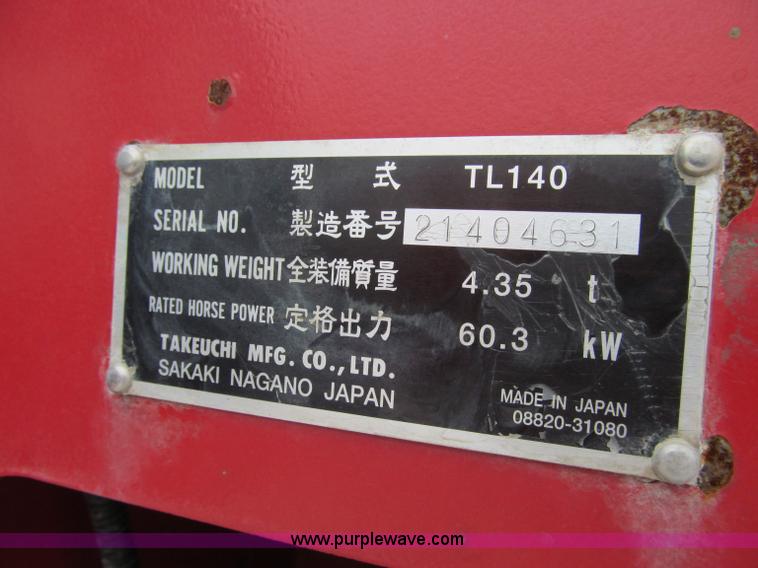 MODEL 型 式 TL140
SERIAL NO. 製造番号 21404631
WORKING WEIGHT 全装備質量 4.35 t
RATED HORSE POWER 定格出力 60.3 kW
TAKEUCHI MFG. CO., LTD.
SAKAKI NAGANO JAPAN
MADE IN JAPAN
08820-31080
www.purplewave.com